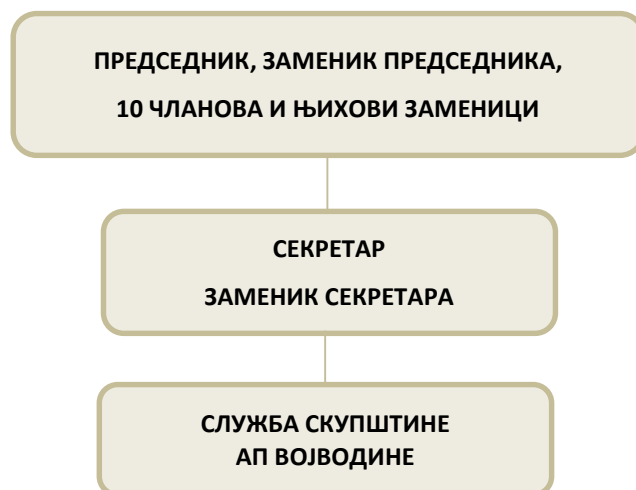 ПРЕДСЕДНИК, ЗАМЕНИК ПРЕДСЕДНИКА,
10 ЧЛАНОВА И ЊИХОВИ ЗАМЕНИЦИ
СЕКРЕТАР
ЗАМЕНИК СЕКРЕТАРА
СЛУЖБА СКУПШТИНЕ
АП ВОЈВОДИНЕ